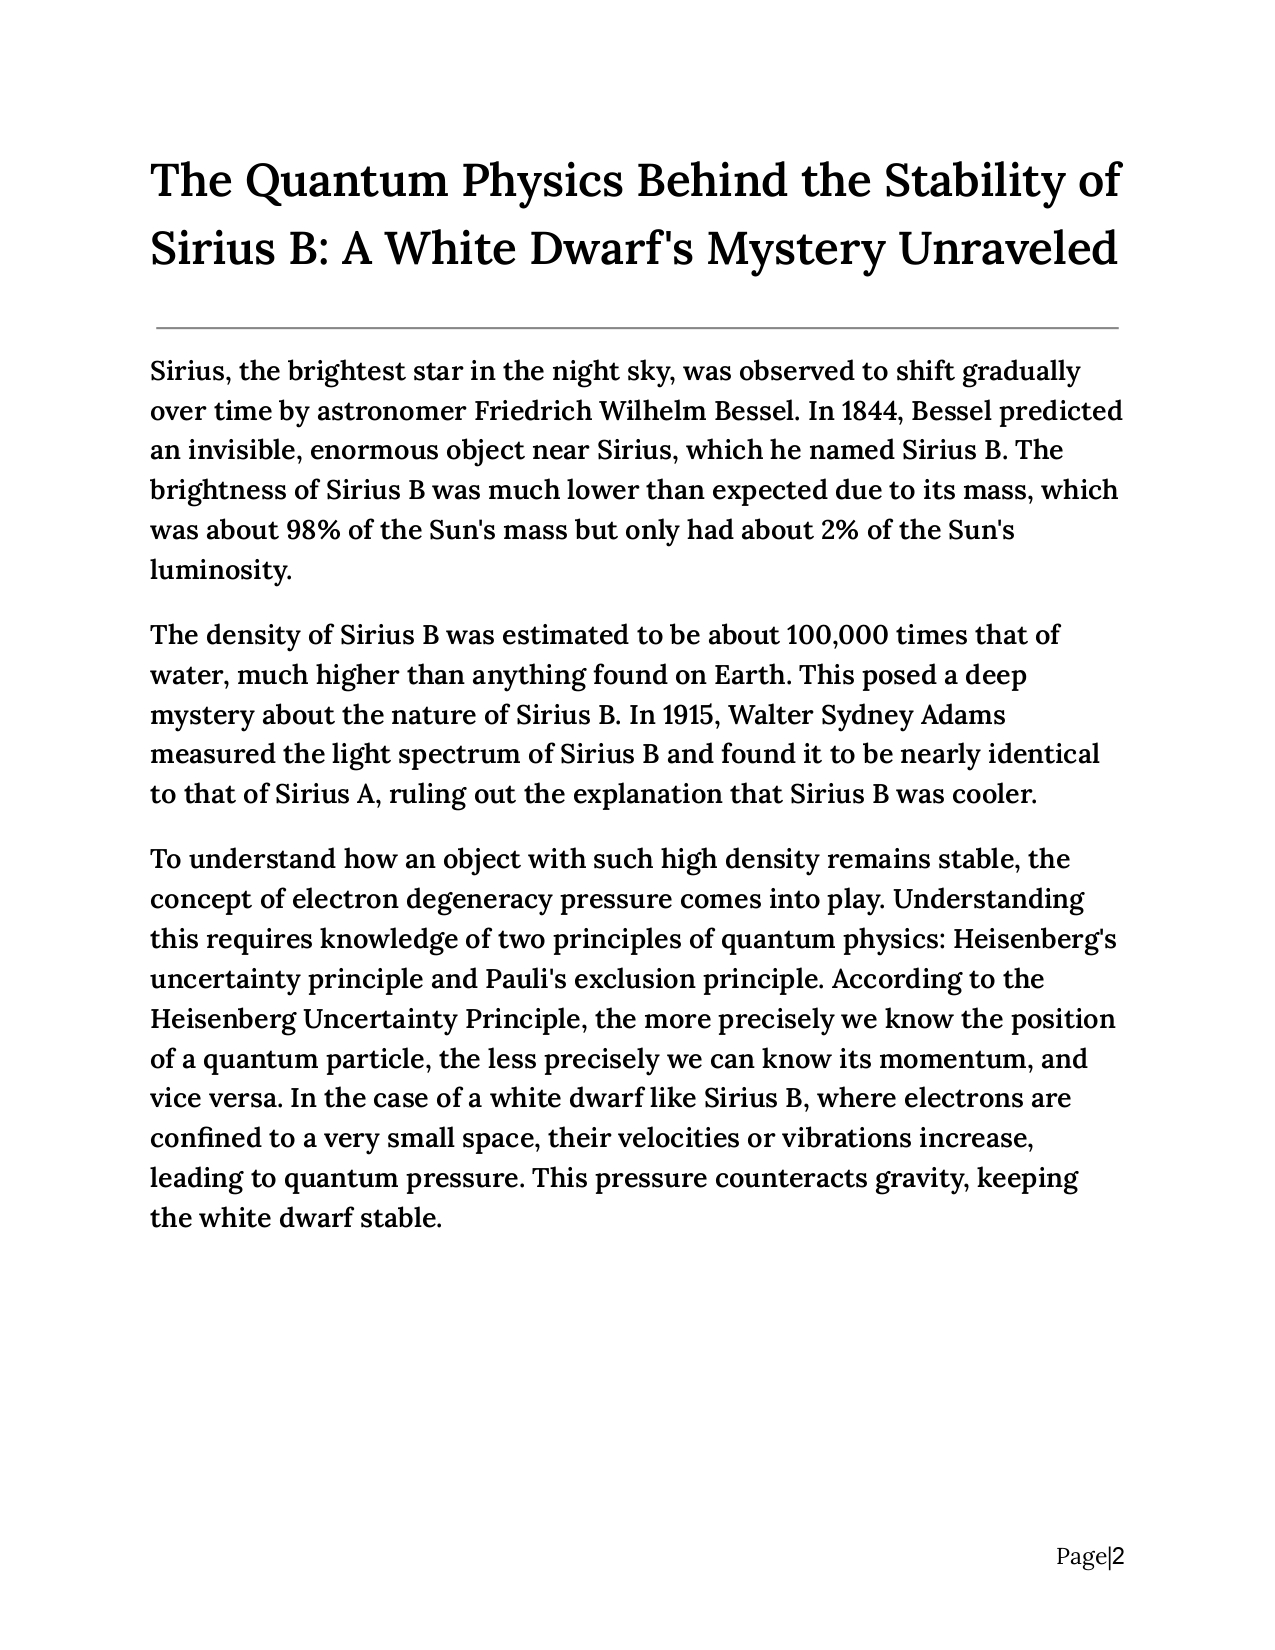 The Quantum Physics Behind the Stability of
Sirius B: A White Dwarf's Mystery Unraveled
Sirius, the brightest star in the night sky, was observed to shift gradually
over time by astronomer Friedrich Wilhelm Bessel. In 1844, Bessel predicted
an invisible, enormous object near Sirius, which he named Sirius B. The
brightness of Sirius B was much lower than expected due to its mass, which
was about 98% of the Sun's mass but only had about 2% of the Sun's
luminosity.
The density of Sirius B was estimated to be about 100,000 times that of
water, much higher than anything found on Earth. This posed a deep
mystery about the nature of Sirius B. In 1915, Walter Sydney Adams
measured the light spectrum of Sirius B and found it to be nearly identical
to that of Sirius A, ruling out the explanation that Sirius B was cooler.
To understand how an object with such high density remains stable, the
concept of electron degeneracy pressure comes into play. Understanding
this requires knowledge of two principles of quantum physics: Heisenberg's
uncertainty principle and Pauli's exclusion principle. According to the
Heisenberg Uncertainty Principle, the more precisely we know the position
of a quantum particle, the less precisely we can know its momentum, and
vice versa. In the case of a white dwarf like Sirius B, where electrons are
confined to a very small space, their velocities or vibrations increase,
leading to quantum pressure. This pressure counteracts gravity, keeping
the white dwarf stable.
Page|2